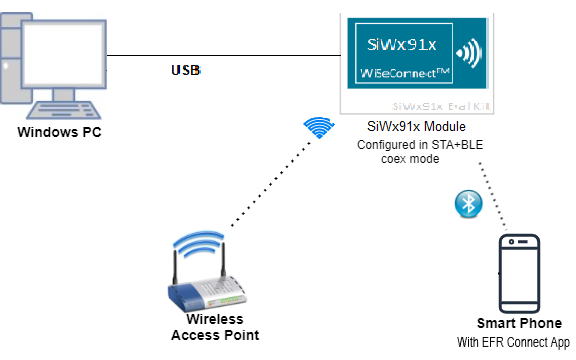 SiWx91x
WiSeConnect™
SiWx91x Eval Kit
USB
Windows PC
SiWx91x Module
Configured in STA+BLE
coex mode
Wireless
Access Point
Smart Phone
With EFR Connect App